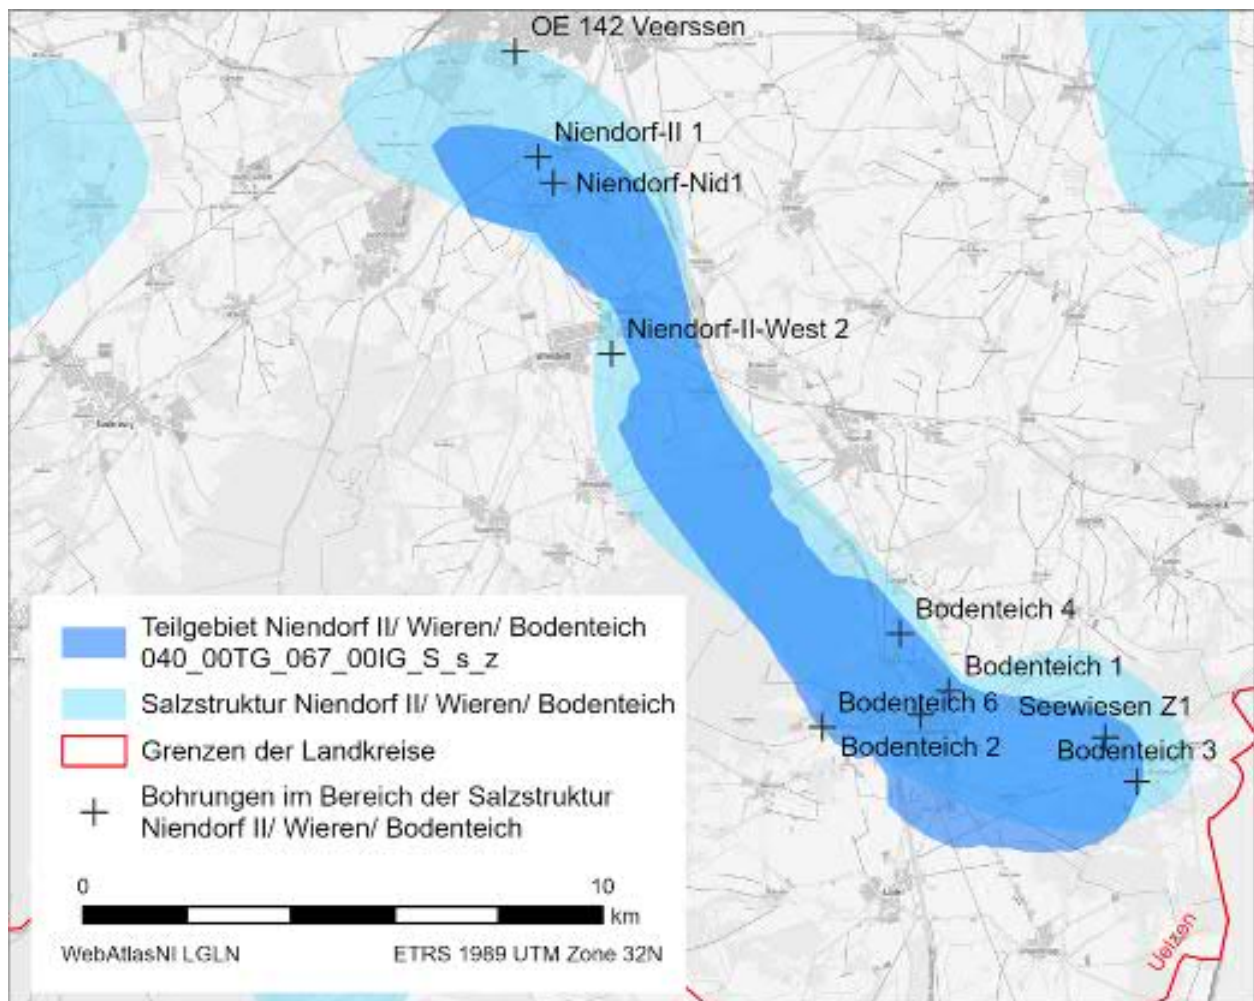 OE 142 Veerssen
Niendorf-II 1
Niendorf-Nid1
Niendorf-II-West 2
Bodenteich 4
Bodenteich 1
Bodenteich 6
Seewiesen Z1
Bodenteich 2
Bodenteich 3
Teilgebiet Niendorf II/ Wieren/ Bodenteich
040_00TG_067_00IG_S_s_z
Salzstruktur Niendorf II/ Wieren/ Bodenteich
Grenzen der Landkreise
Bohrungen im Bereich der Salzstruktur
Niendorf II/ Wieren/ Bodenteich
0 10
km
WebAtlasNI LGLN ETRS 1989 UTM Zone 32N
Uelzen